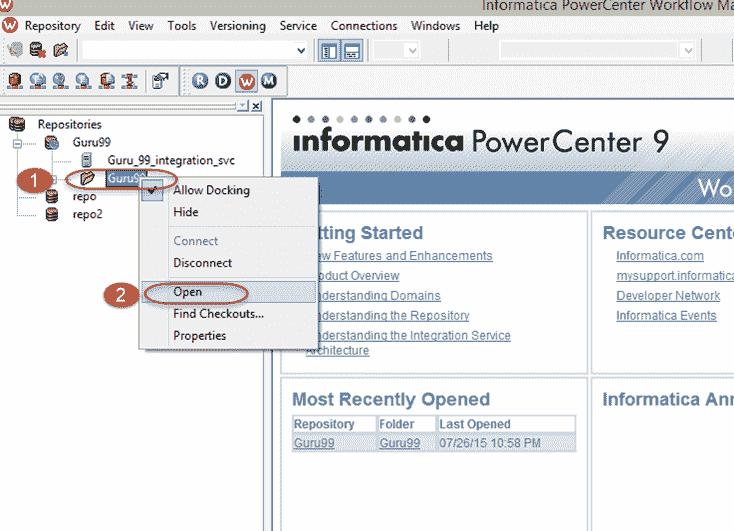 Informatica PowerCenter Workflow Ma
Repository Edit View Tools Versioning Service Connections Windows Help
R D W M
Repositories
Guru99
Guru_99_integration_svc
1
Guru99
repo
repo2
Allow Docking
Hide
Connect
Disconnect
2
Open
Find Checkouts...
Properties
informatica PowerCenter 9
Wo
tting Started
ew Features and Enhancements
oduct Overview
nderstanding Domains
nderstanding the Repository
nderstanding the Integration Service
Architecture
Resource Cente
Informatica.com
mysupport.informatica
Developer Network
Informatica Events
Most Recently Opened
Repository Folder Last Opened
Guru99 Guru99 07/26/15 10:58 PM
Informatica Ann